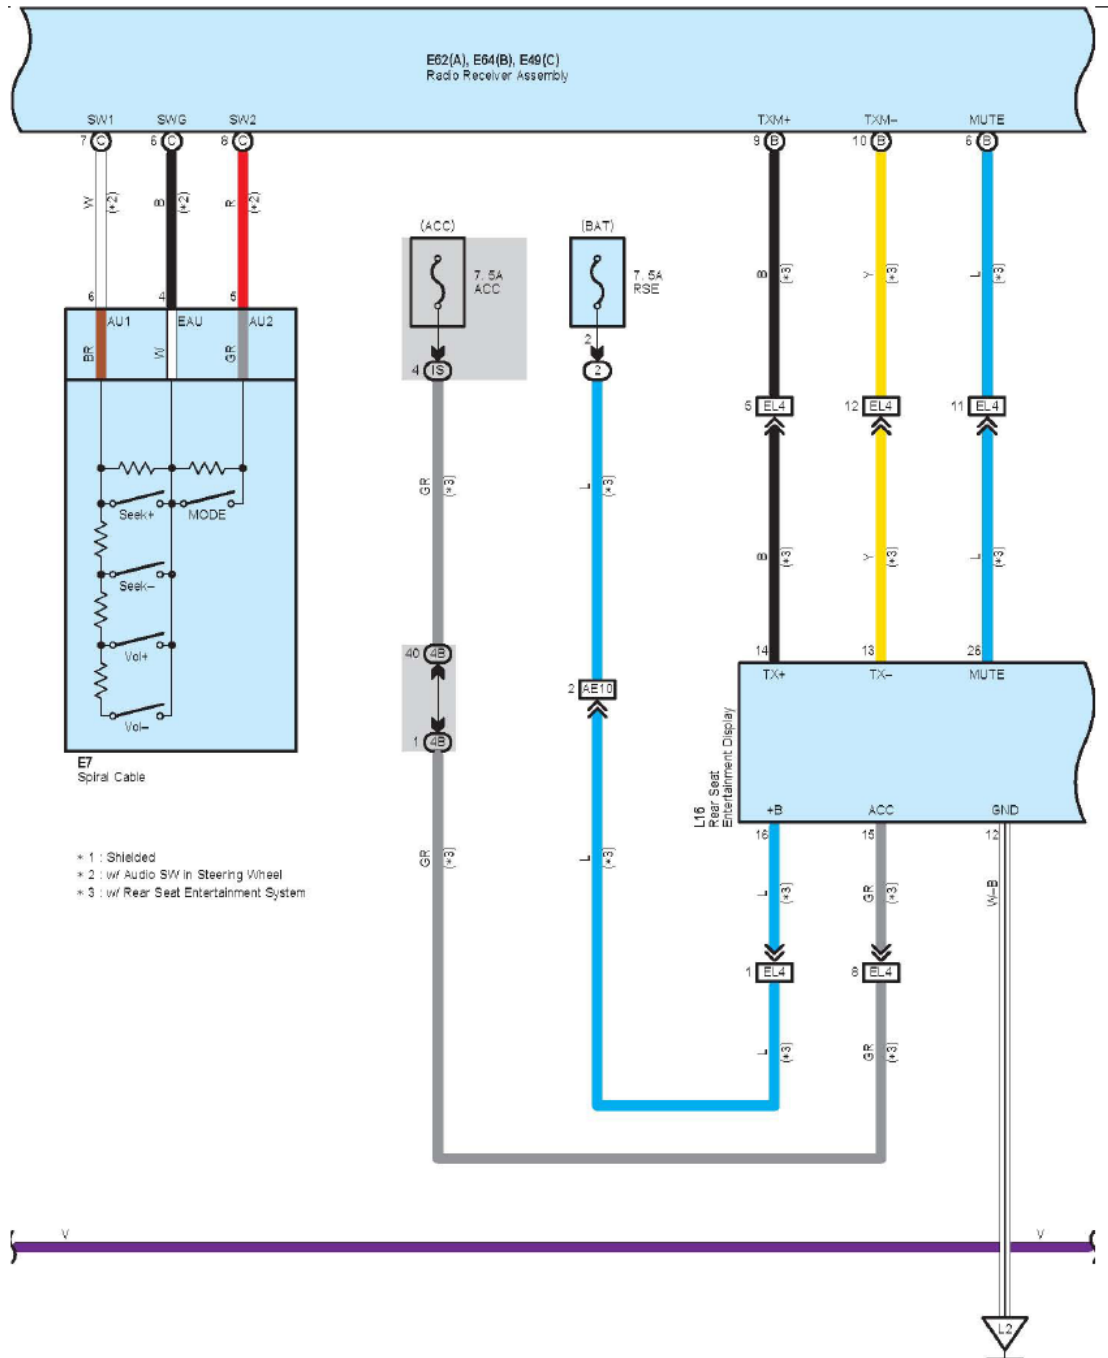 E62(A), E64(B), E49(C)
Radio Receiver Assembly
SW1 SWG SW2 TXM+ TXM− MUTE
7 C 6 C 8 C 9 B 10 B 6 B
W (*2) B (*2) R (*2)
B (*3) Y (*3) L (*3)
(ACC) (BAT)
7. 5A
ACC
7. 5A
RSE
6 4 5
AU1 EAU AU2
BR W GR
2
4 IS 2
5 EL4 12 EL4 11 EL4
GR (*3) L (*3)
Seek+ MODE
B (*3) Y (*3) L (*3)
Seek−
Vol+
Vol−
40 4B
1 4B
2 AE10
14 13 26
TX+ TX− MUTE
L16
Rear Seat
Entertainment Display
+B ACC GND
16 15 12
E7
Spiral Cable
* 1 : Shielded
* 2 : w/ Audio SW in Steering Wheel
* 3 : w/ Rear Seat Entertainment System
GR (*3) L (*3)
L (*3) GR (*3) W−B
1 EL4 8 EL4
L (*3) GR (*3)
V V
L2